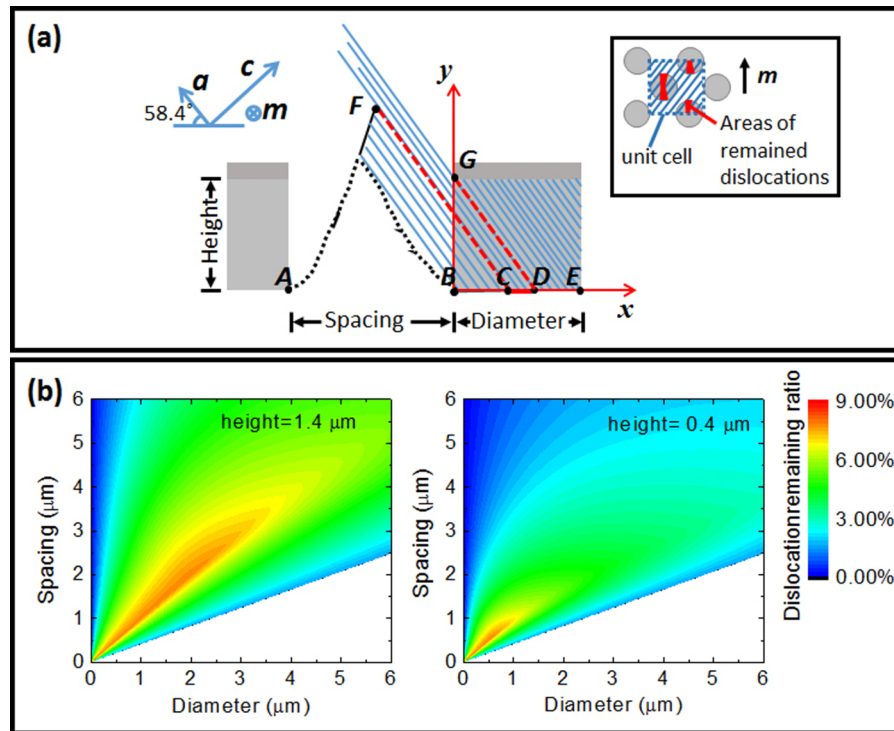 (a)
a
c
58.4°
m
y
F
G
Height
A
B
C
D
E
x
Spacing
Diameter
m
unit cell
Areas of
remained
dislocations
(b)
height=1.4 μm
Spacing (μm)
6
5
4
3
2
1
0
0 1 2 3 4 5 6
Diameter (μm)
height= 0.4 μm
Spacing (μm)
6
5
4
3
2
1
0
0 1 2 3 4 5 6
Diameter (μm)
Dislocationremaining ratio
9.00%
6.00%
3.00%
0.00%